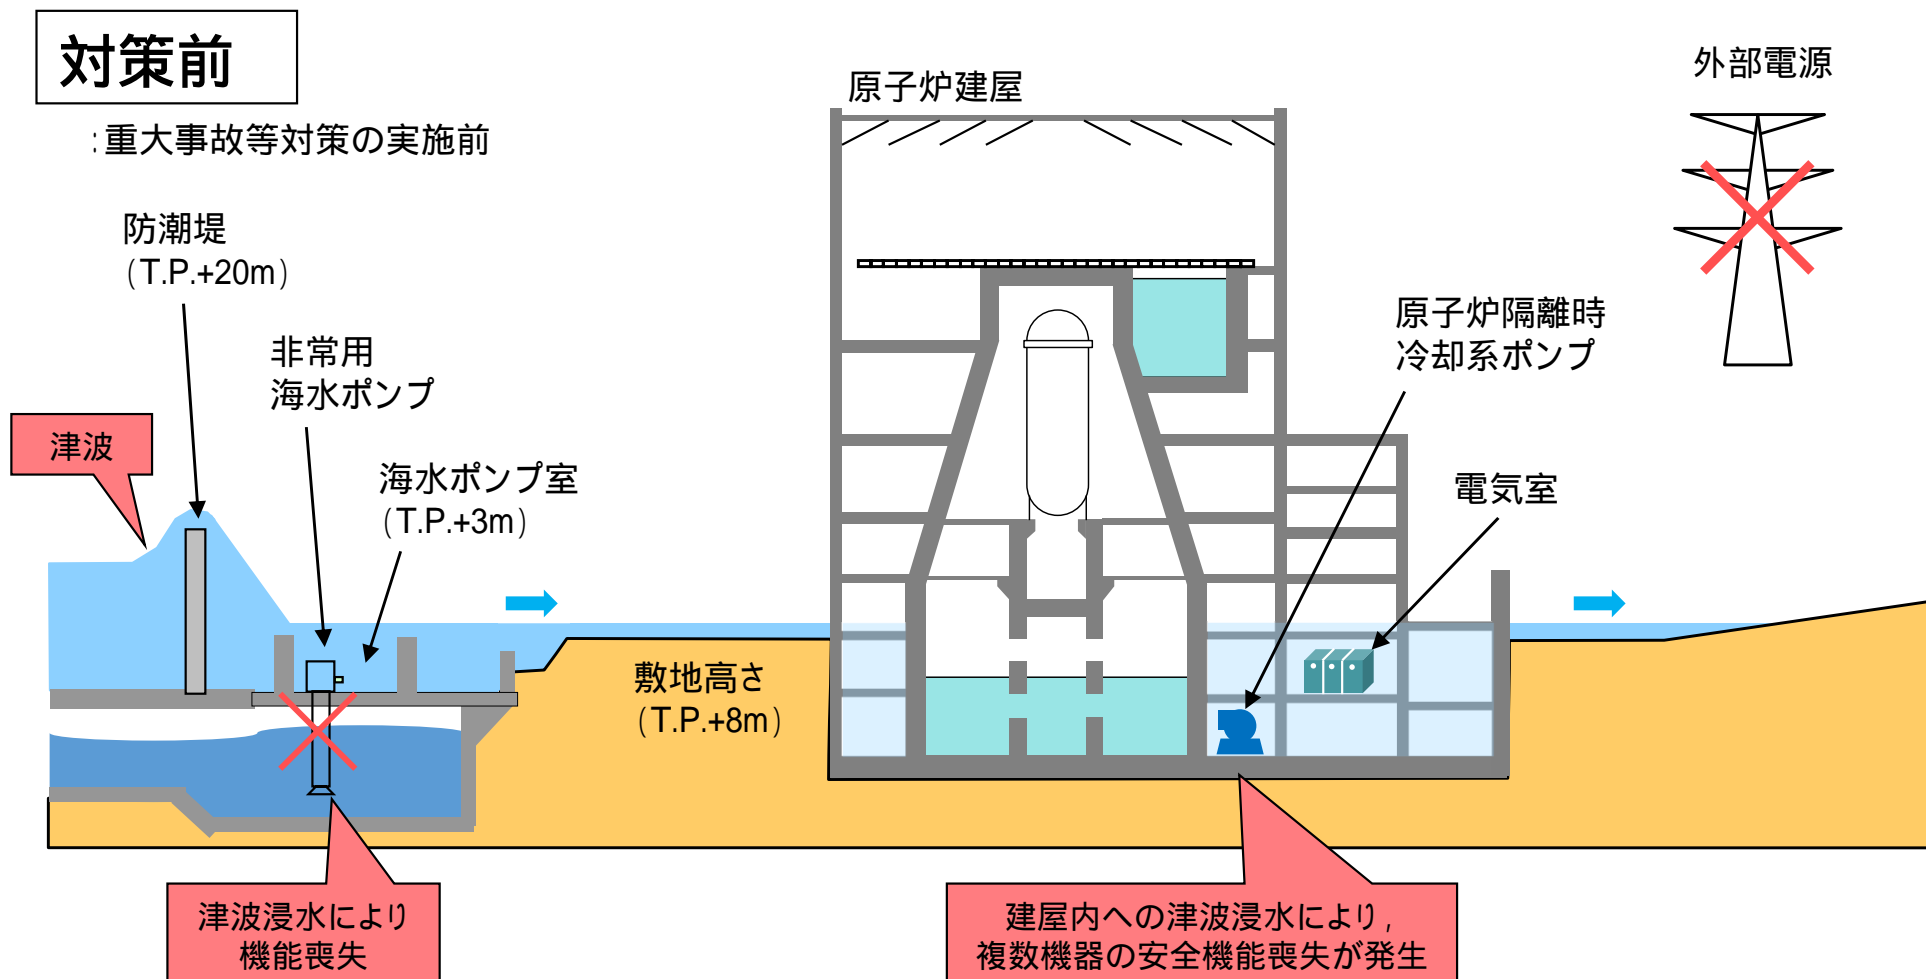 対策前
:重大事故等対策の実施前
原子炉建屋
外部電源
防潮堤
(T.P.+20m)
非常用
海水ポンプ
原子炉隔離時
冷却系ポンプ
津波
海水ポンプ室
(T.P.+3m)
電気室
敷地高さ
(T.P.+8m)
津波浸水により
機能喪失
建屋内への津波浸水により,
複数機器の安全機能喪失が発生